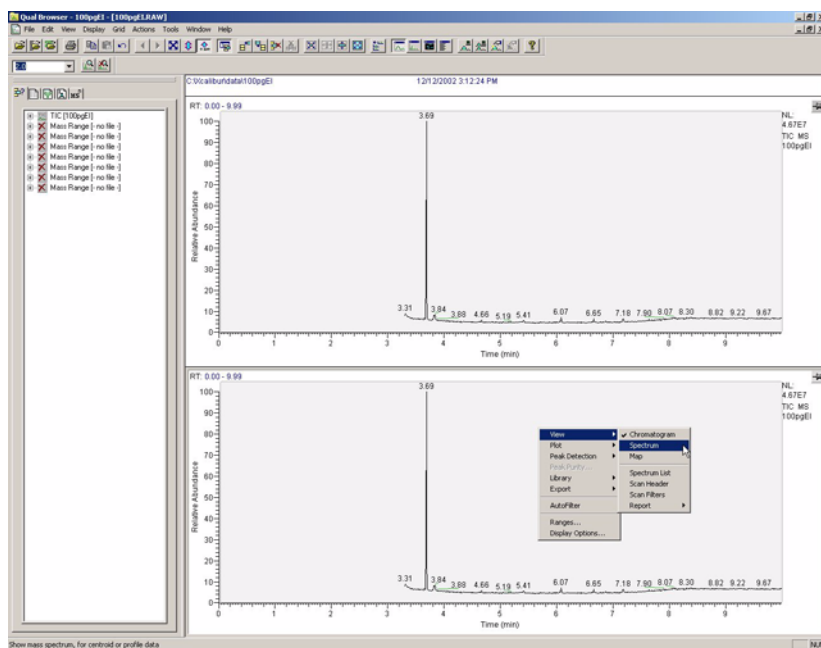 Qual Browser - 100pgEI - [100pgEI.RAW]
File Edit View Display Grid Actions Tools Window Help
2.0
C:\Xcalibur\data\100pgEI 12/12/2002 3:12:24 PM
TIC [100pgEI]
Mass Range [- no file -]
Mass Range [- no file -]
Mass Range [- no file -]
Mass Range [- no file -]
Mass Range [- no file -]
Mass Range [- no file -]
Mass Range [- no file -]
RT: 0.00 - 9.99
NL:
4.67E7
TIC MS
100pgEI
3.69
100
90
80
70
60
50
40
30
20
10
0
Relative Abundance
3.31 3.84 3.88 4.66 5.19 5.41 6.07 6.65 7.18 7.90 8.07 8.30 8.82 9.22 9.67
0 1 2 3 4 5 6 7 8 9
Time (min)
RT: 0.00 - 9.99
NL:
4.67E7
TIC MS
100pgEI
3.69
100
90
80
70
60
50
40
30
20
10
0
Relative Abundance
3.31 3.84 3.88 4.66 5.19 5.41 6.07 6.65 7.18 7.90 8.07 8.30 8.82 9.22 9.67
0 1 2 3 4 5 6 7 8 9
Time (min)
View
Plot
Peak Detection
Peak Purity...
Library
Export
AutoFilter
Ranges...
Display Options...
Chromatogram
Spectrum
Map
Spectrum List
Scan Header
Scan Filters
Report
Show mass spectrum, for centroid or profile data